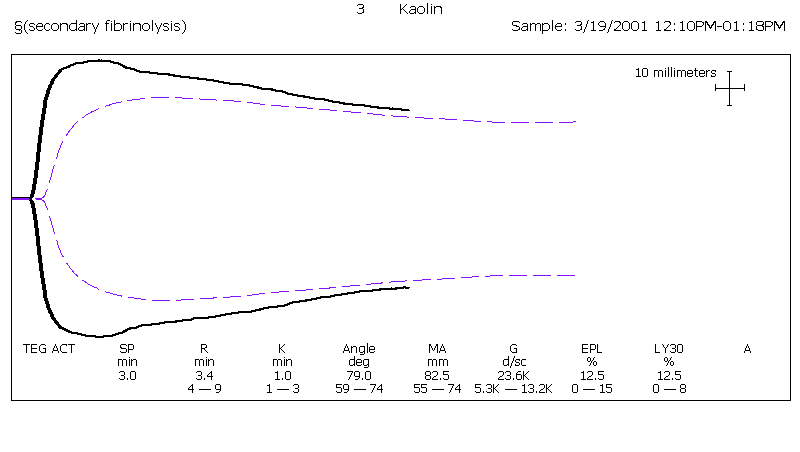 3 Kaolin
§(secondary fibrinolysis) Sample: 3/19/2001 12:10PM-01:18PM
10 millimeters
TEG ACT SP R K Angle MA G EPL LY30 A
min min min deg mm d/sc % %
3.0 3.4 1.0 79.0 82.5 23.6K 12.5 12.5
4 — 9 1 — 3 59 — 74 55 — 74 5.3K — 13.2K 0 — 15 0 — 8